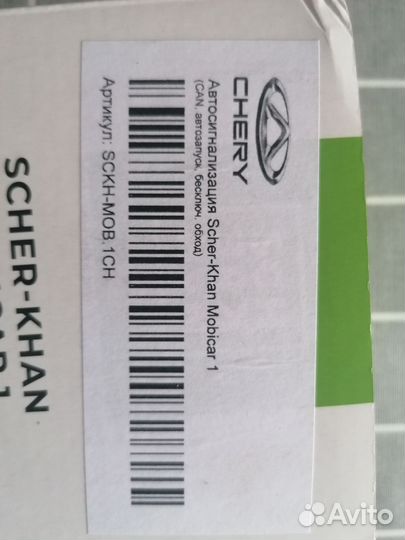 CHERY
Автосигнализация Scher-Khan Mobicar 1
(CAN, автозапуск, бесключ. обход)
Артикул: SCKH-MOB.1CH
SCHER-KHAN
Avito